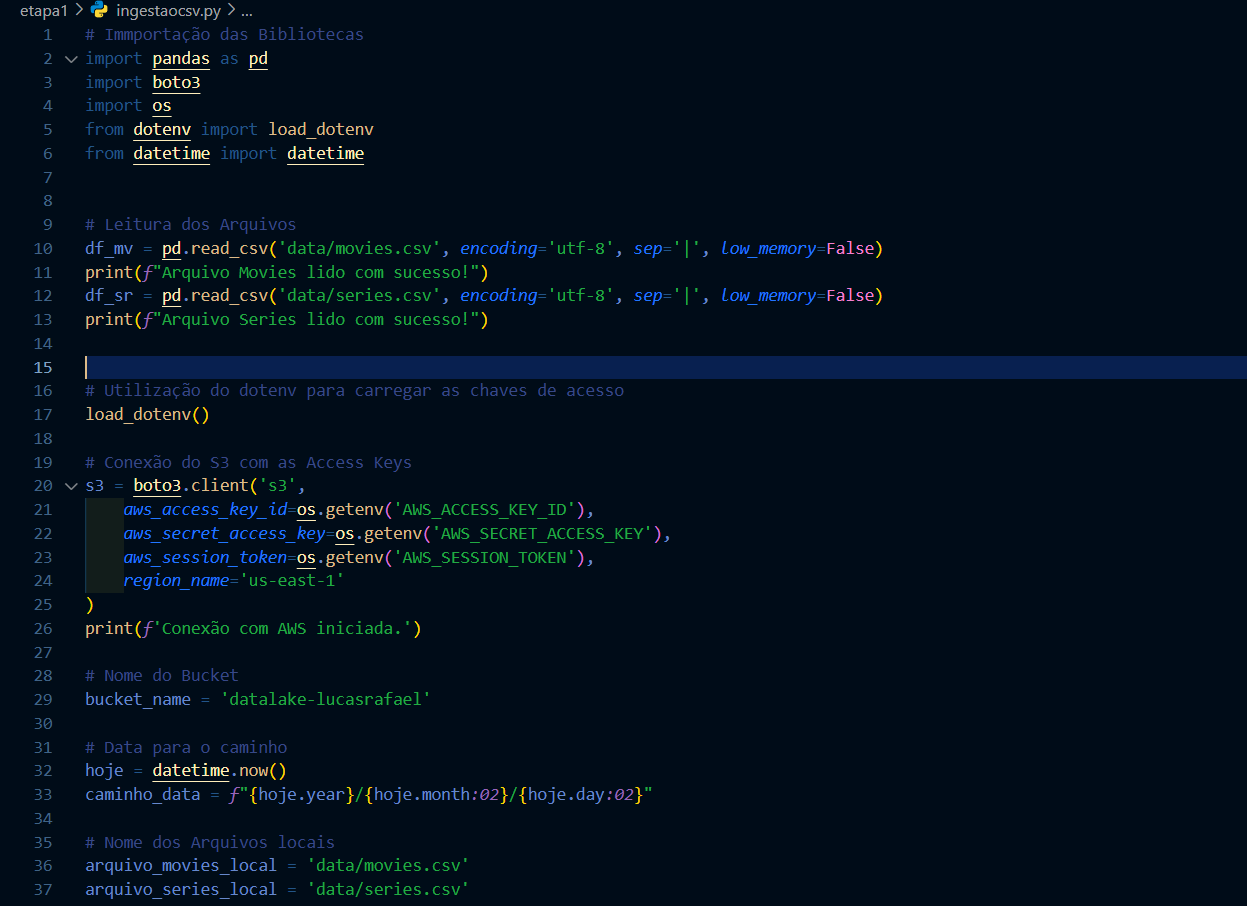 etapa1 > ingestaocsv.py > ...
1 # Immportação das Bibliotecas
2 import pandas as pd
3 import boto3
4 import os
5 from dotenv import load_dotenv
6 from datetime import datetime
7
8
9 # Leitura dos Arquivos
10 df_mv = pd.read_csv('data/movies.csv', encoding='utf-8', sep='|', low_memory=False)
11 print(f"Arquivo Movies lido com sucesso!")
12 df_sr = pd.read_csv('data/series.csv', encoding='utf-8', sep='|', low_memory=False)
13 print(f"Arquivo Series lido com sucesso!")
14
15
16 # Utilização do dotenv para carregar as chaves de acesso
17 load_dotenv()
18
19 # Conexão do S3 com as Access Keys
20 s3 = boto3.client('s3',
21     aws_access_key_id=os.getenv('AWS_ACCESS_KEY_ID'),
22     aws_secret_access_key=os.getenv('AWS_SECRET_ACCESS_KEY'),
23     aws_session_token=os.getenv('AWS_SESSION_TOKEN'),
24     region_name='us-east-1'
25 )
26 print(f'Conexão com AWS iniciada.')
27
28 # Nome do Bucket
29 bucket_name = 'datalake-lucasrafael'
30
31 # Data para o caminho
32 hoje = datetime.now()
33 caminho_data = f"{hoje.year}/{hoje.month:02}/{hoje.day:02}"
34
35 # Nome dos Arquivos locais
36 arquivo_movies_local = 'data/movies.csv'
37 arquivo_series_local = 'data/series.csv'